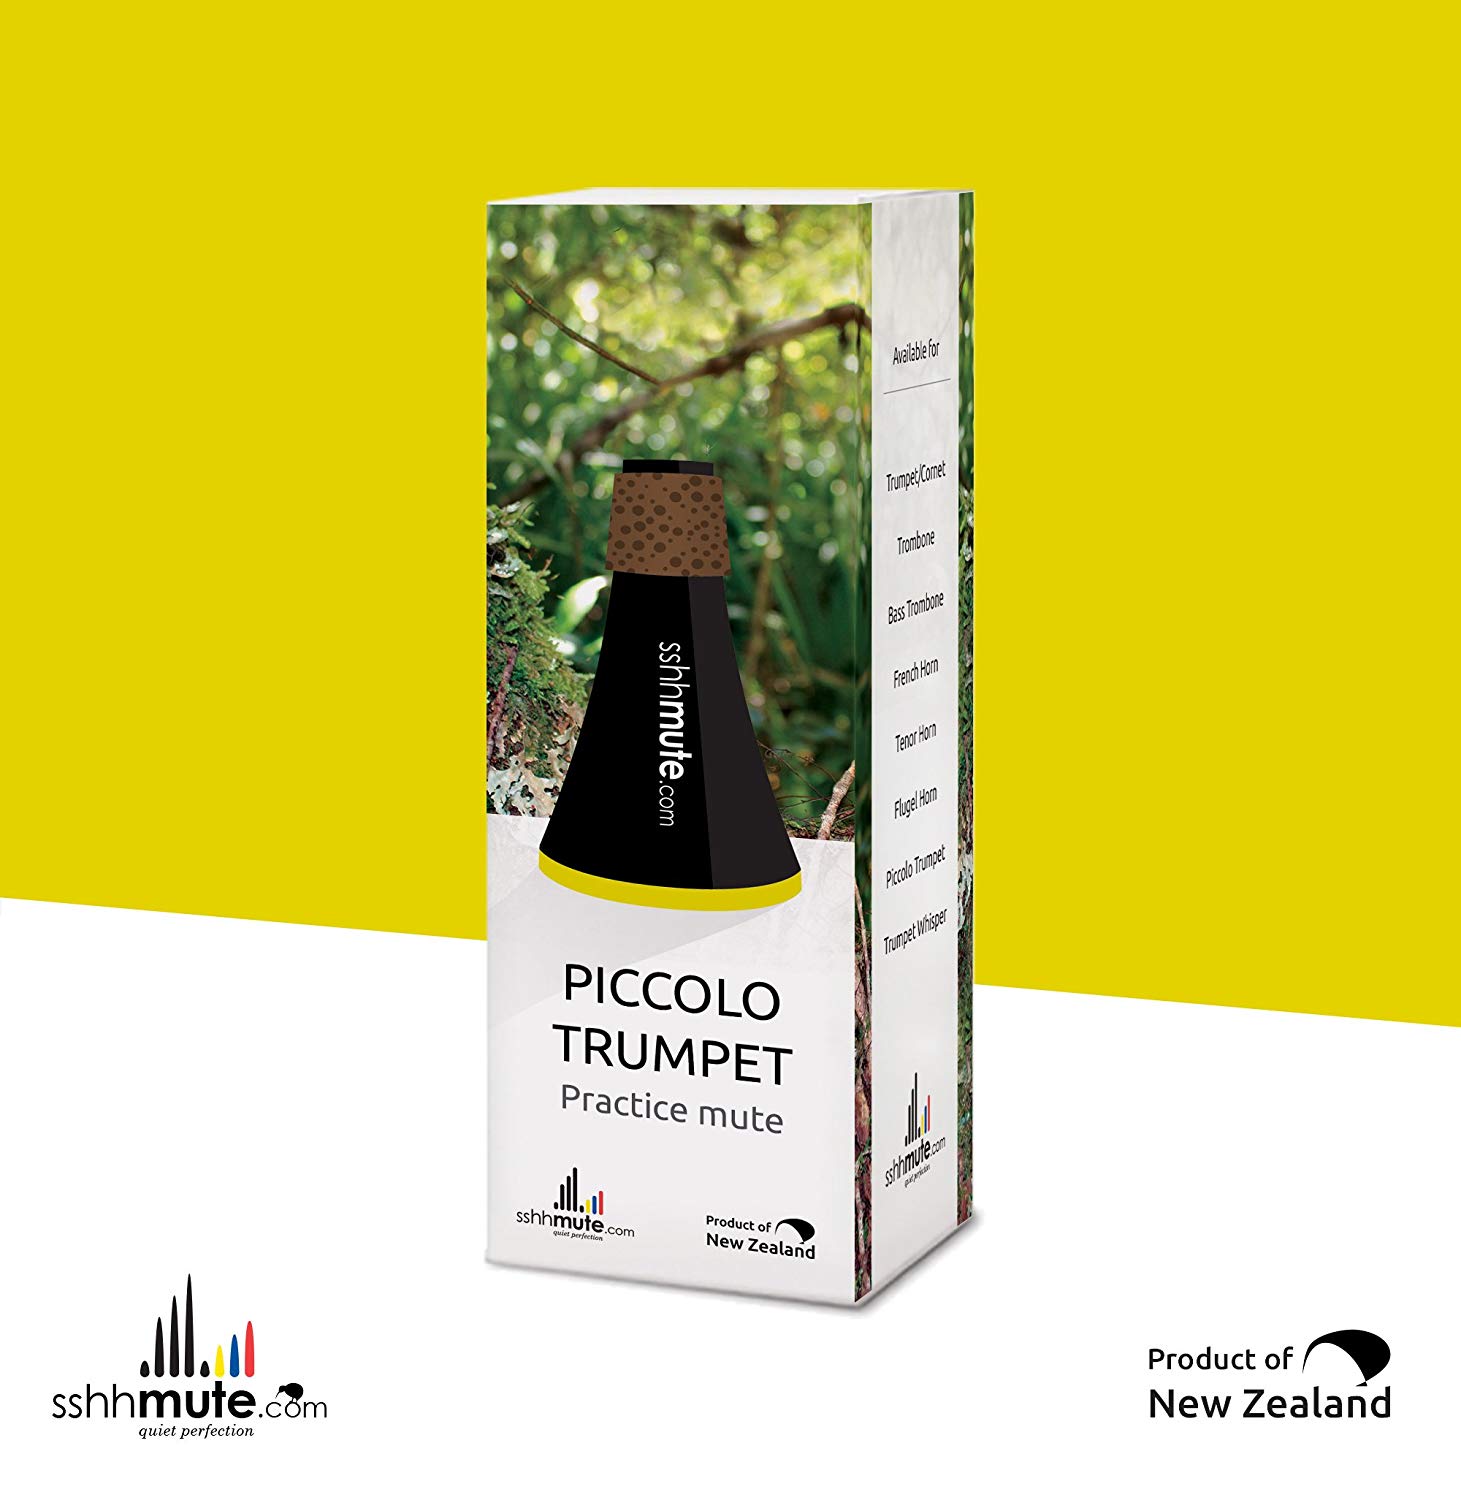 Available for
Trumpet/Cornet
Trombone
Bass Trombone
French Horn
Tenor Horn
Flugel Horn
Piccolo Trumpet
Trumpet Whisper
sshhmute.com
quiet perfection
sshhmute.com
PICCOLO
TRUMPET
Practice mute
sshhmute.com
quiet perfection
Product of
New Zealand
sshhmute.com
quiet perfection
Product of
New Zealand